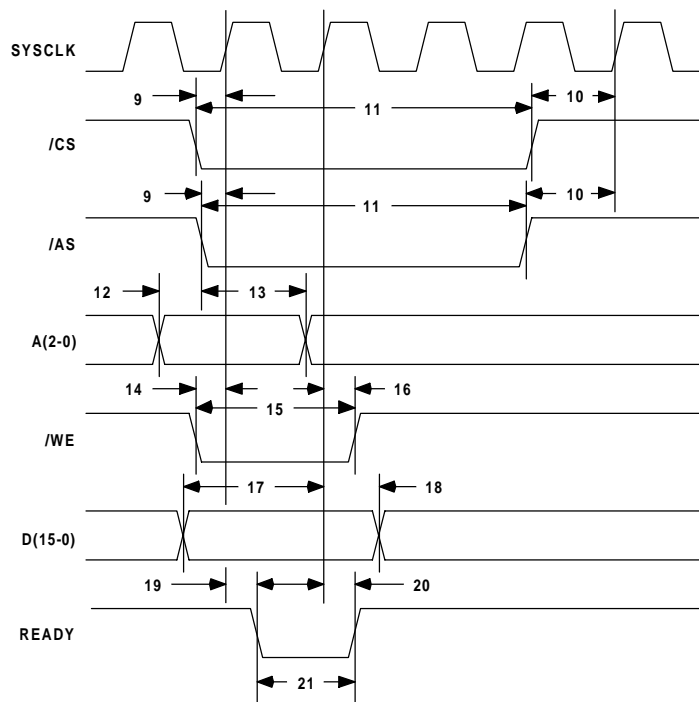 SYSCLK
9
11
10
/CS
9
11
10
/AS
12
13
A(2-0)
14
15
16
/WE
17
18
D(15-0)
19
20
READY
21